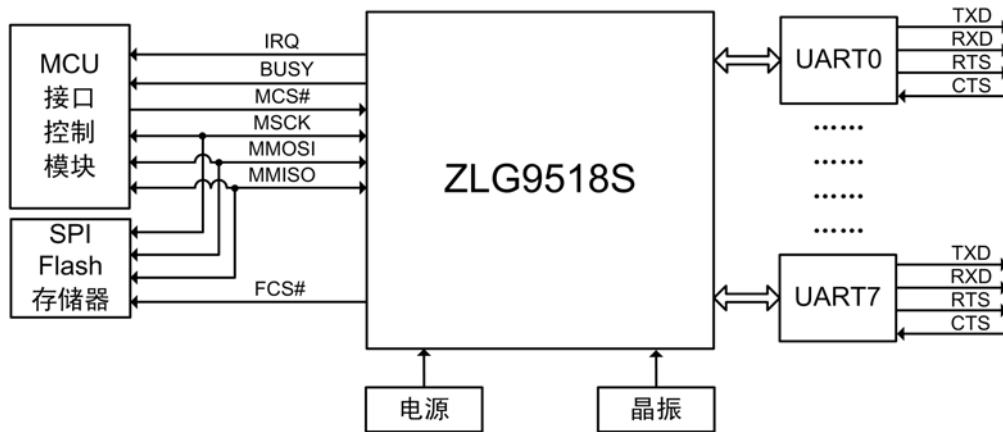 MCU
接口
控制
模块
IRQ
BUSY
MCS#
MSCK
MMOSI
MMISO
SPI
Flash
存储器
FCS#
ZLG9518S
UART0
TXD
RXD
RTS
CTS
......
......
......
......
UART7
TXD
RXD
RTS
CTS
电源
晶振